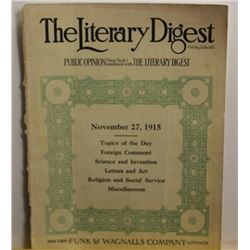 The Literary Digest
PUBLIC OPINION (New York) combined with THE LITERARY DIGEST
November 27, 1915
Topics of the Day
Foreign Comment
Science and Invention
Letters and Art
Religion and Social Service
Miscellaneous
NEW YORK FUNK & WAGNALLS COMPANY LONDON